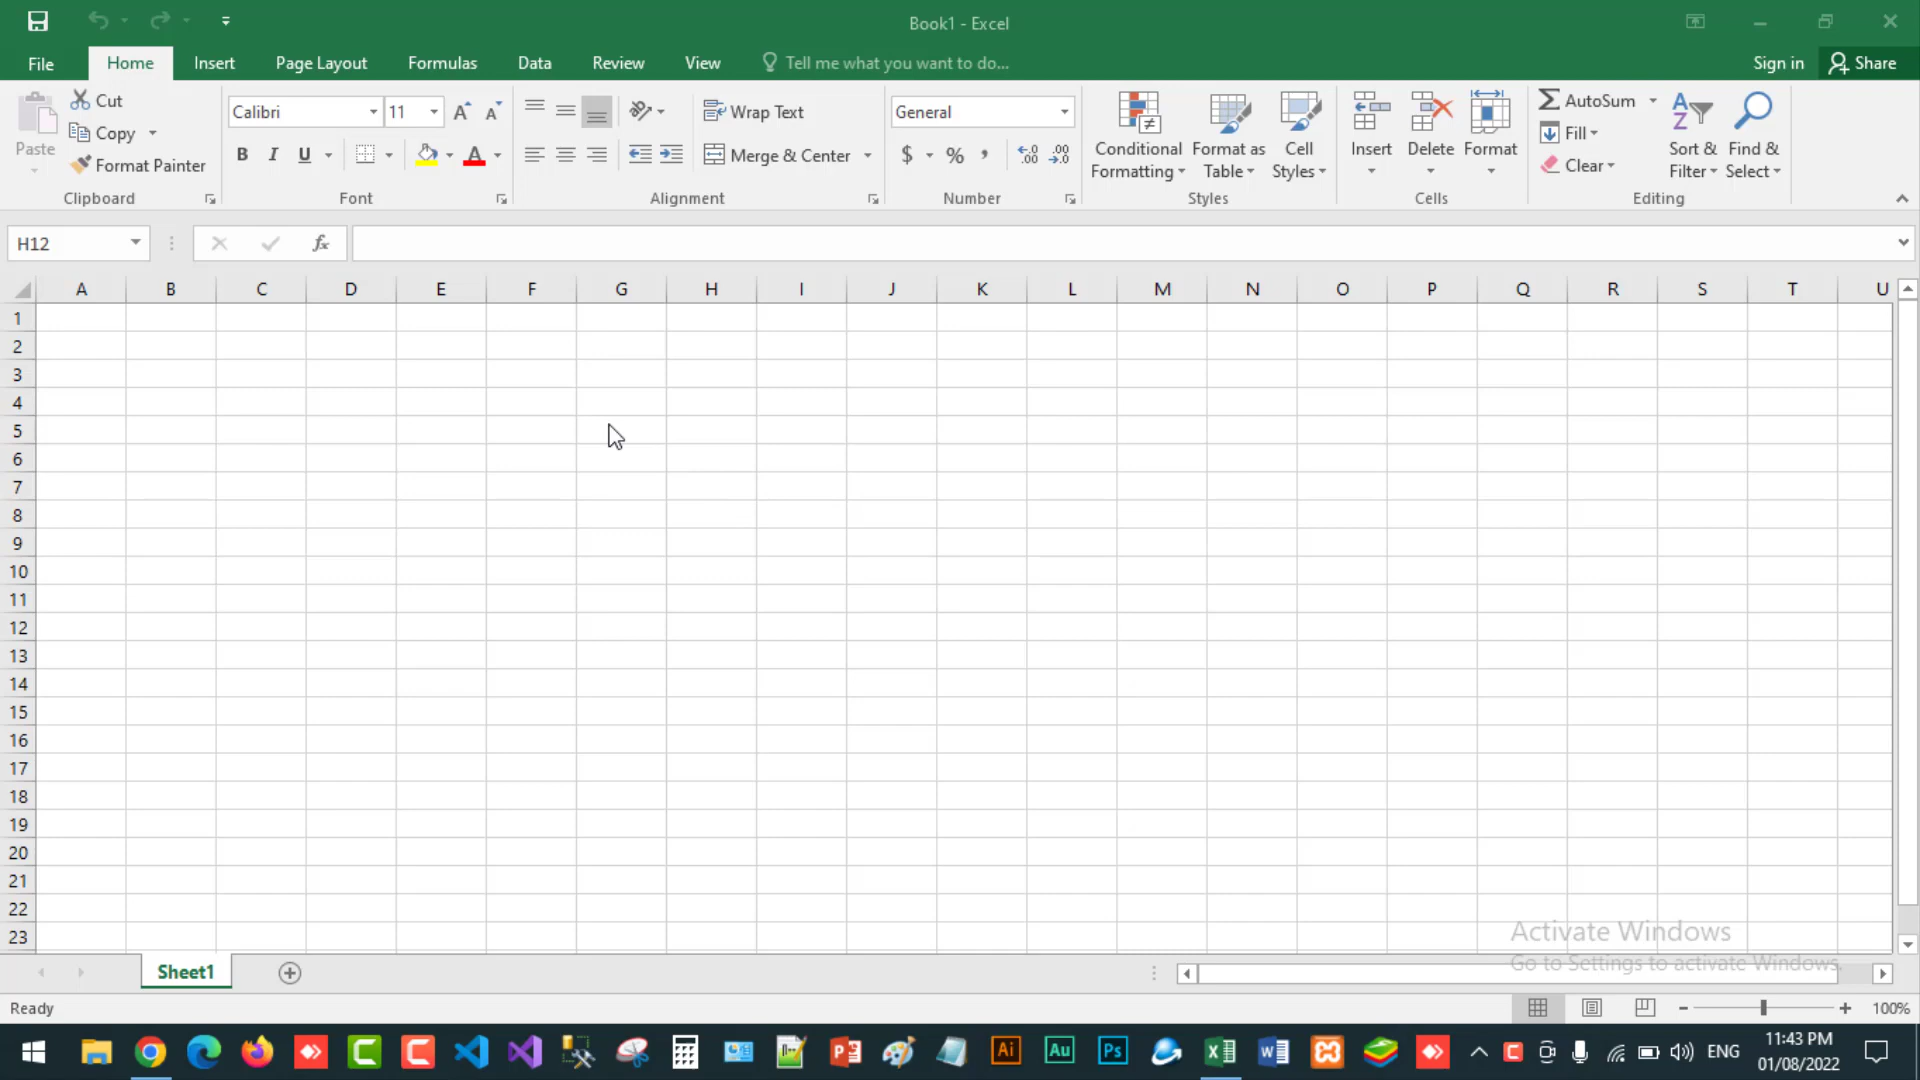 Book1 - Excel
File Home Insert Page Layout Formulas Data Review View Tell me what you want to do... Sign in Share
Paste
Cut
Copy
Format Painter
Clipboard
Calibri 11
B I U
Font
Wrap Text
Merge & Center
Alignment
General
$ % ,
Number
Conditional Formatting
Format as Table
Cell Styles
Styles
Insert
Delete
Format
Cells
AutoSum
Fill
Clear
Sort & Filter
Find & Select
Editing
H12
fx
A B C D E F G H I J K L M N O P Q R S T U
1
2
3
4
5
6
7
8
9
10
11
12
13
14
15
16
17
18
19
20
21
22
23
Activate Windows
Go to Settings to activate Windows.
Sheet1
Ready
100%
Ai Au Ps
ENG
11:43 PM
01/08/2022